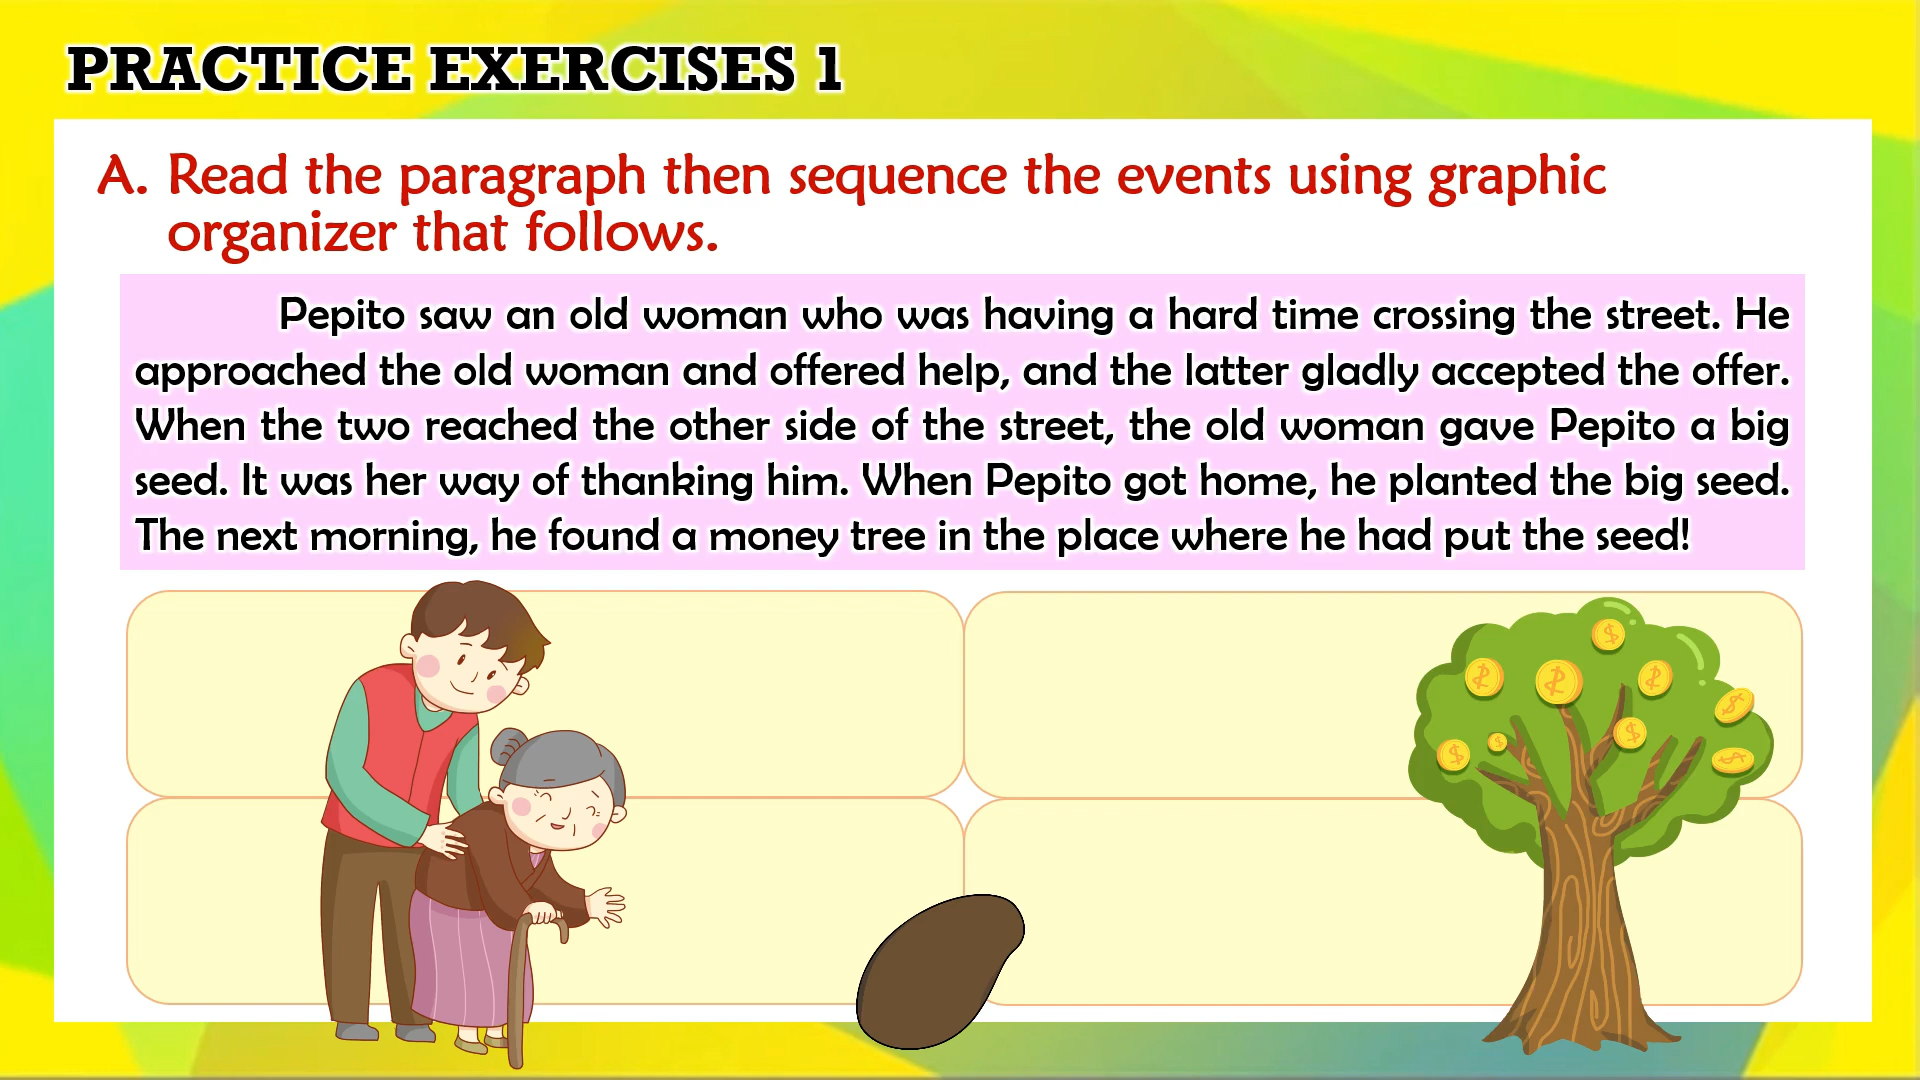 PRACTICE EXERCISES 1
A. Read the paragraph then sequence the events using graphic
organizer that follows.
Pepito saw an old woman who was having a hard time crossing the street. He
approached the old woman and offered help, and the latter gladly accepted the offer.
When the two reached the other side of the street, the old woman gave Pepito a big
seed. It was her way of thanking him. When Pepito got home, he planted the big seed.
The next morning, he found a money tree in the place where he had put the seed!